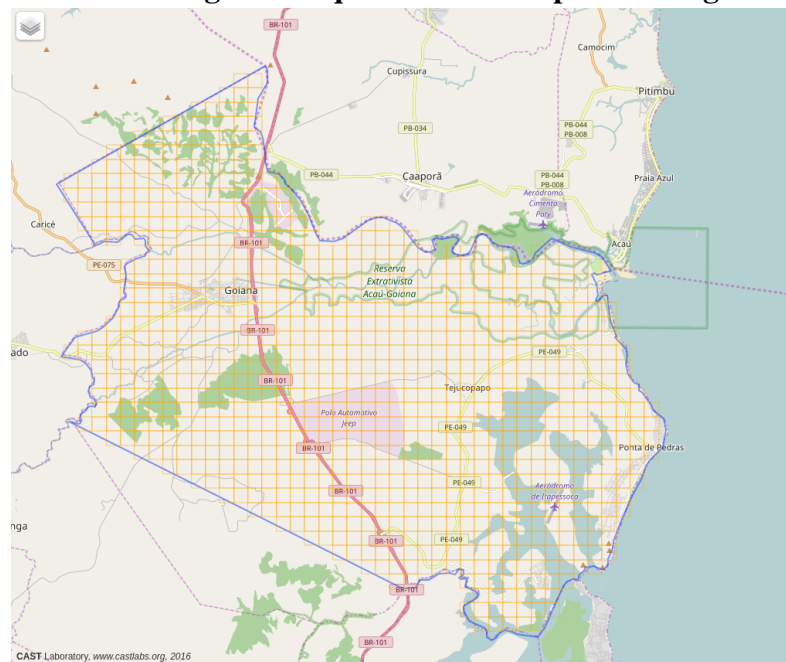 BR-101
Camocim
Cupissura
Pitimbu
PB-044
PB-008
PB-034
PB-044
Caaporã
PB-044
PB-008
Praia Azul
Aeródromo
Cimento
Poty
Caricé
BR-101
Acaú
PE-075
Reserva
Extrativista
Acaú-Goiana
Goiana
BR-101
ado
PE-049
BR-101
Tejucopapo
Polo Automotivo
Jeep
PE-049
BR-101
Ponta de Pedras
PE-049
Aeródromo
de Itapessoca
BR-101
nga
BR-101
PE-049
BR-101
BR-101
CAST Laboratory, www.castlabs.org, 2016